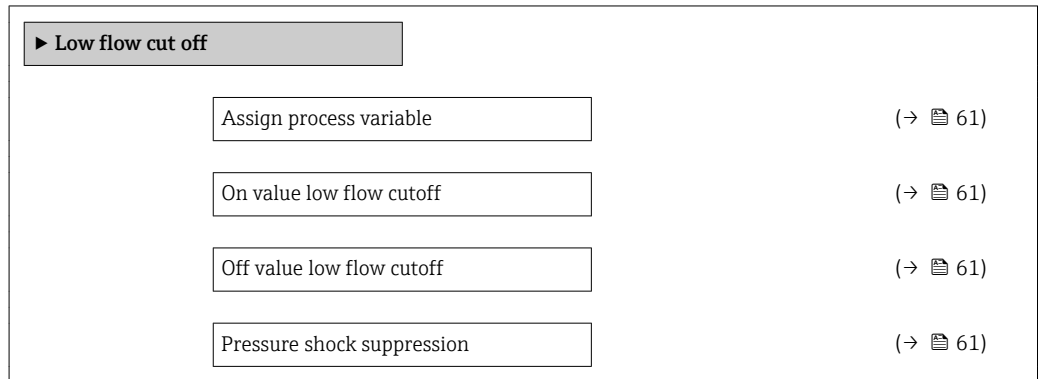 ► Low flow cut off
Assign process variable (→ 🖹 61)
On value low flow cutoff (→ 🖹 61)
Off value low flow cutoff (→ 🖹 61)
Pressure shock suppression (→ 🖹 61)